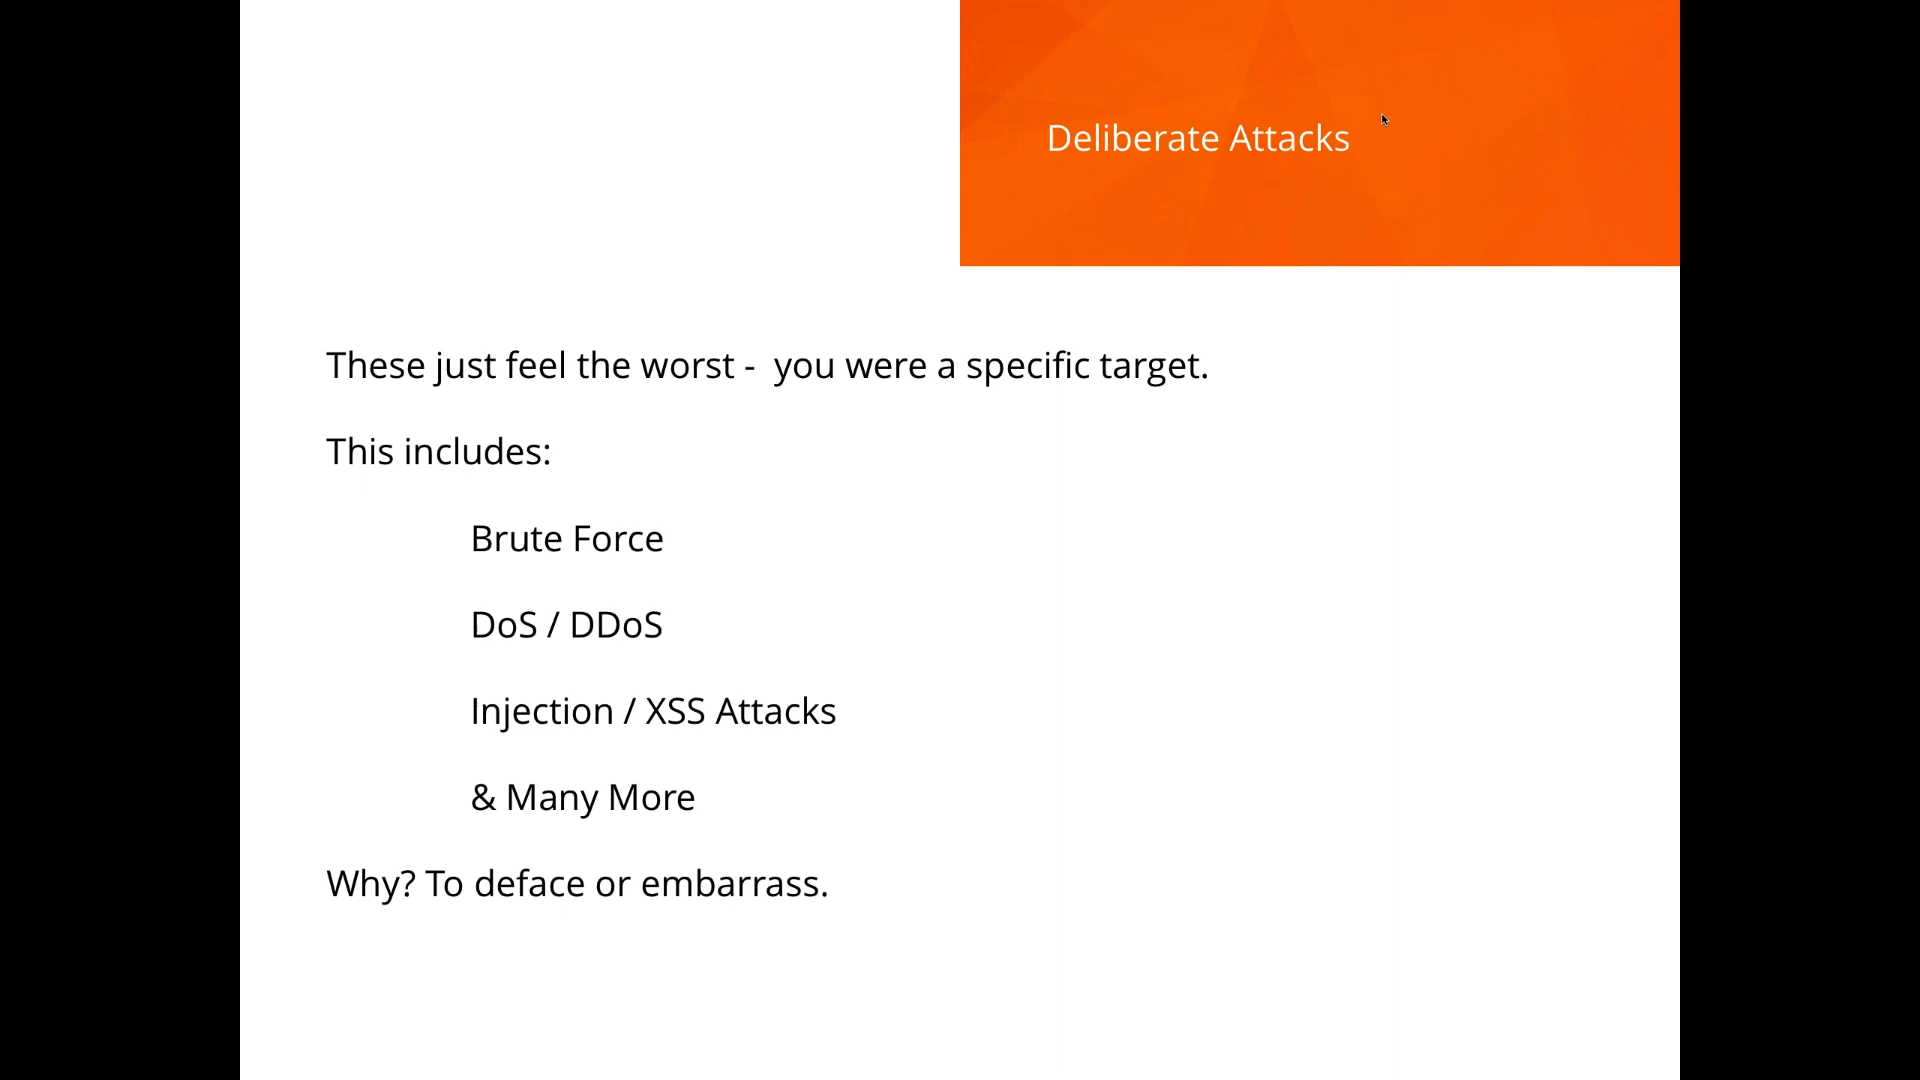 Deliberate Attacks
These just feel the worst -  you were a specific target.
This includes:
Brute Force
DoS / DDoS
Injection / XSS Attacks
& Many More
Why? To deface or embarrass.